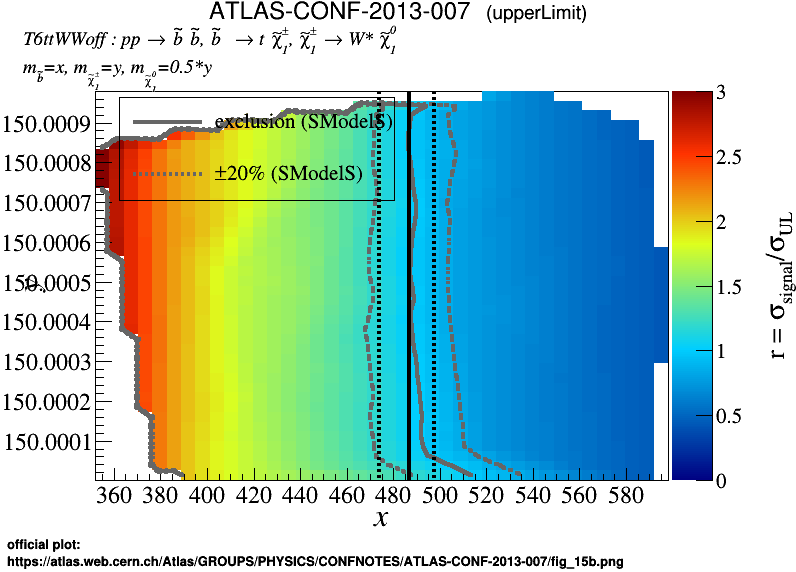 ATLAS-CONF-2013-007 (upperLimit)
T6ttWWoff : pp → b̃ b̃, b̃ → t χ̃₁±, χ̃₁± → W* χ̃₁⁰
m_b̃=x, m_χ̃₁±=y, m_χ̃₁⁰=0.5*y
exclusion (SModelS)
±20% (SModelS)
150.0009
150.0008
150.0007
150.0006
150.0005
150.0004
150.0003
150.0002
150.0001
360 380 400 420 440 460 480 500 520 540 560 580
x
3
2.5
2
1.5
1
0.5
0
r = σ_signal/σ_UL
official plot:
https://atlas.web.cern.ch/Atlas/GROUPS/PHYSICS/CONFNOTES/ATLAS-CONF-2013-007/fig_15b.png